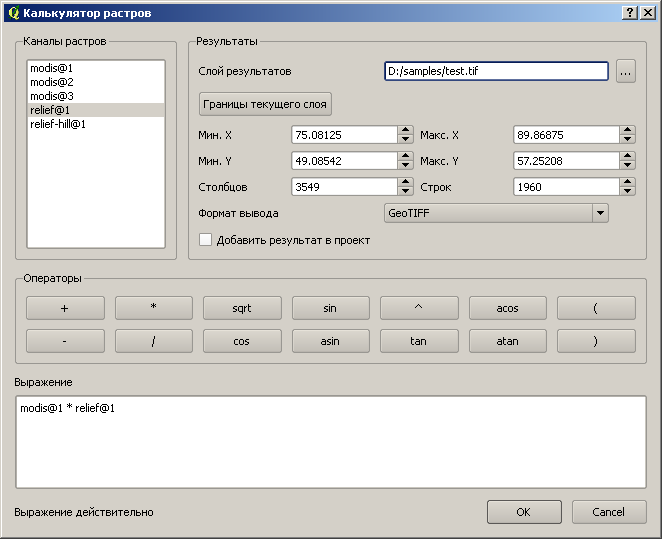 Калькулятор растров
Каналы растров
modis@1
modis@2
modis@3
relief@1
relief-hill@1
Результаты
Слой результатов D:/samples/test.tif ...
Границы текущего слоя
Мин. X 75.08125 Макс. X 89.86875
Мин. Y 49.08542 Макс. Y 57.25208
Столбцов 3549 Строк 1960
Формат вывода GeoTIFF
Добавить результат в проект
Операторы
+ * sqrt sin ^ acos (
- / cos asin tan atan )
Выражение
modis@1 * relief@1
Выражение действительно OK Cancel